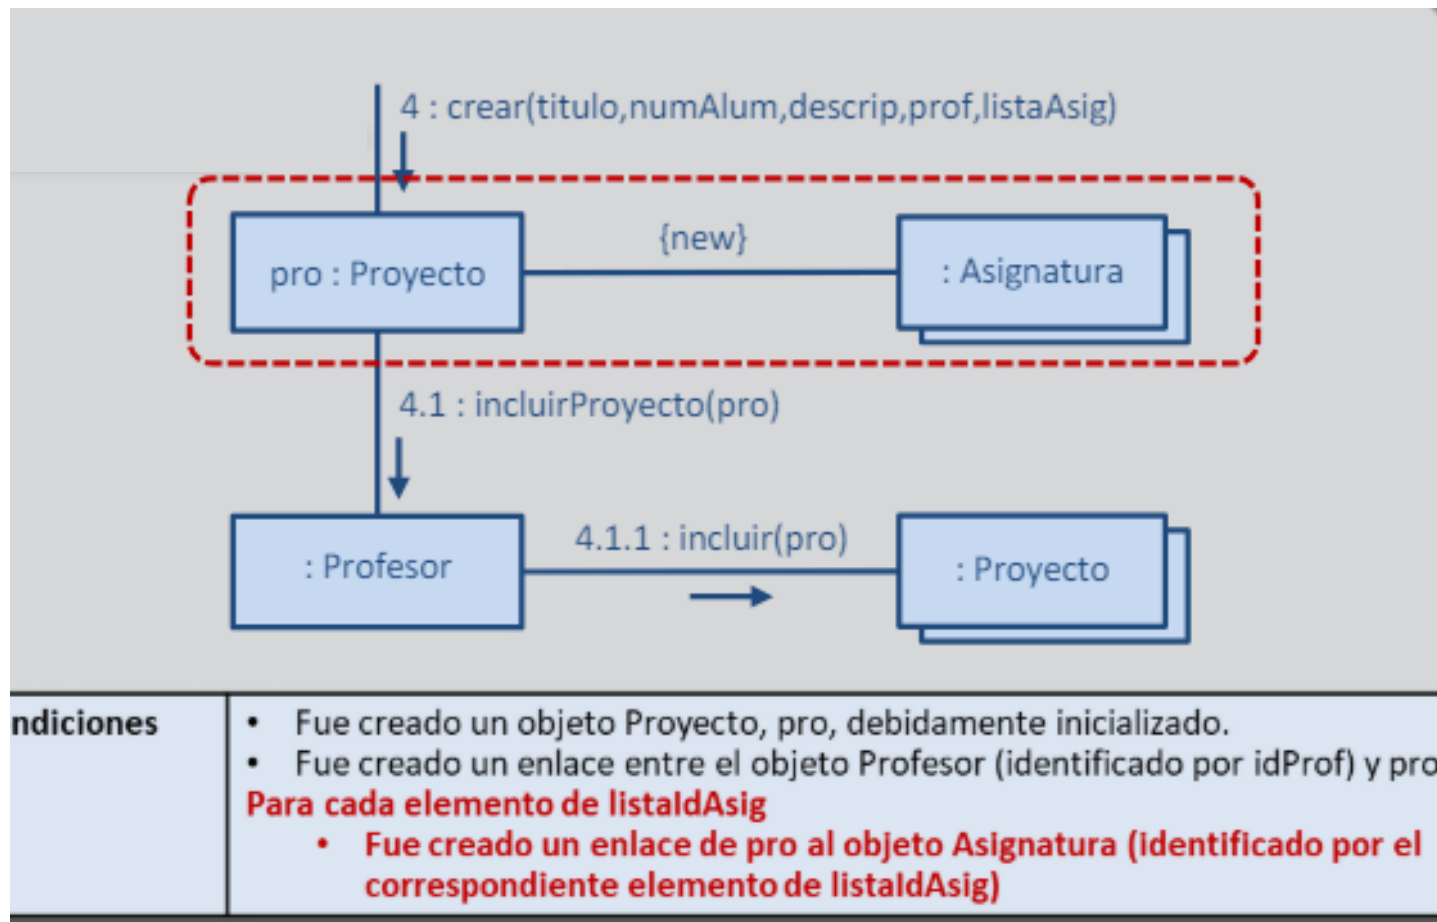 4 : crear(titulo,numAlum,descrip,prof,listaAsig)
{new}
pro : Proyecto
: Asignatura
4.1 : incluirProyecto(pro)
4.1.1 : incluir(pro)
: Profesor
: Proyecto
ndiciones
• Fue creado un objeto Proyecto, pro, debidamente inicializado.
• Fue creado un enlace entre el objeto Profesor (identificado por idProf) y pro
Para cada elemento de listaIdAsig
• Fue creado un enlace de pro al objeto Asignatura (identificado por el
correspondiente elemento de listaIdAsig)